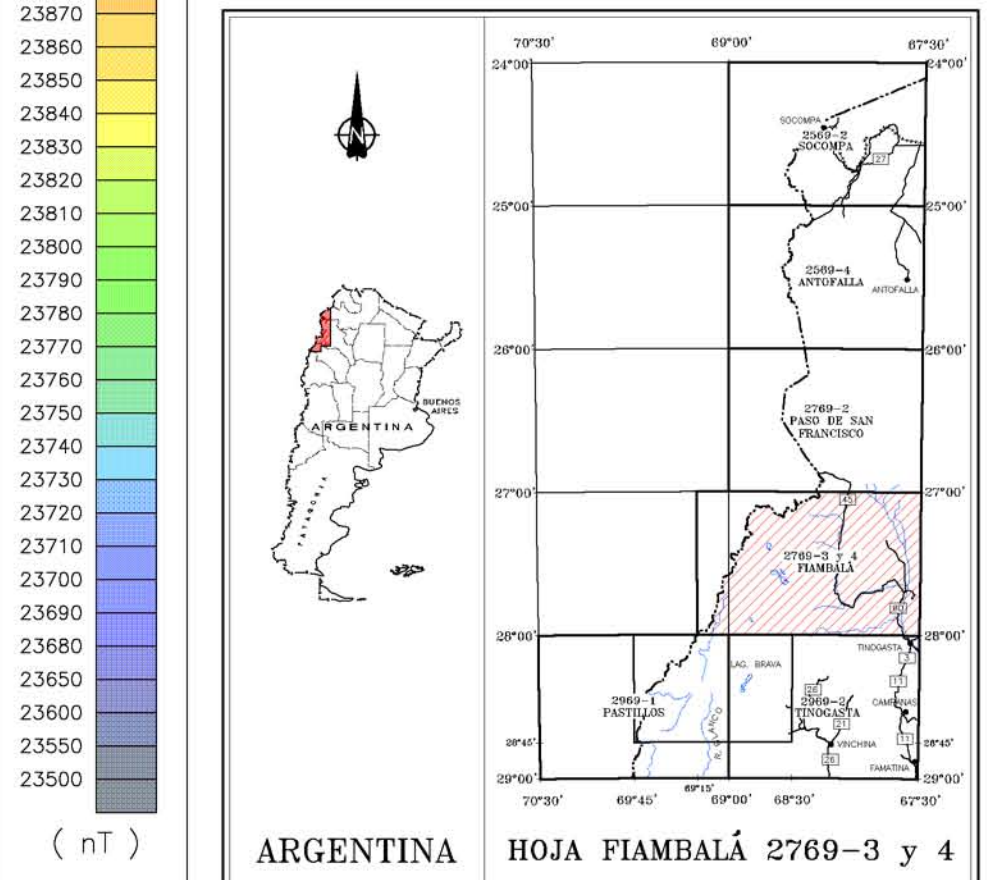 23870
23860
23850
23840
23830
23820
23810
23800
23790
23780
23770
23760
23750
23740
23730
23720
23710
23700
23690
23680
23650
23600
23550
23500
( nT )
N
BUENOS
AIRES
ARGENTINA
PATAGONIA
ARGENTINA
70°30'
69°00'
67°30'
24°00'
24°00'
SOCOMPA
2569-2
SOCOMPA
27
25°00'
25°00'
2569-4
ANTOFALLA
ANTOFALLA
26°00'
26°00'
2769-2
PASO DE SAN
FRANCISCO
27°00'
27°00'
45
2769-3 y 4
FIAMBALÁ
60
28°00'
28°00'
TINOGASTA
3
LAG. BRAVA
11
26
2969-1
PASTILLOS
2969-2
TINOGASTA
CAMPANAS
R. BLANCO
21
11
28°45'
VINCHINA
28°45'
26
FAMATINA
29°00'
29°00'
70°30'
69°45'
69°15'
69°00'
68°30'
67°30'
HOJA FIAMBALÁ 2769-3 y 4